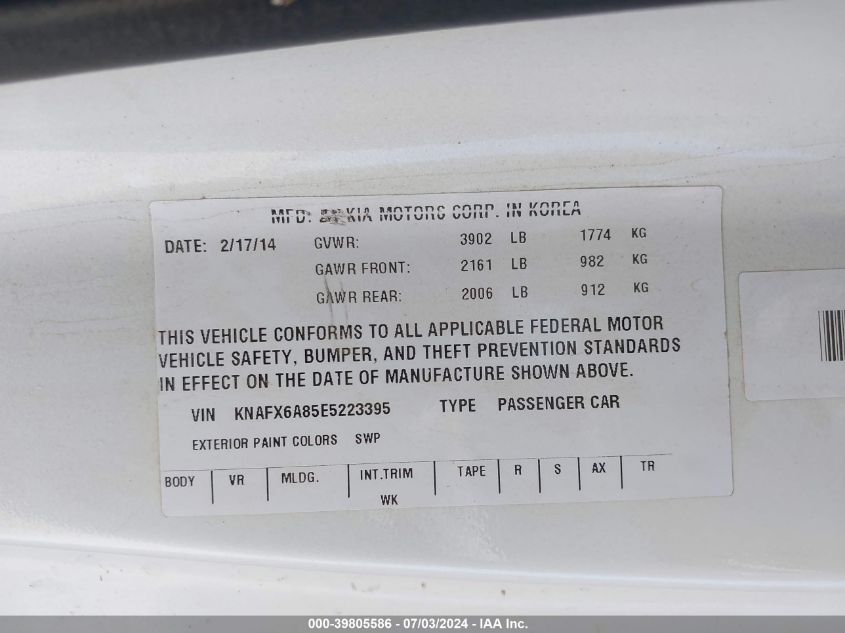 MFD: BY KIA MOTORS CORP. IN KOREA
DATE: 2/17/14 GVWR: 3902 LB 1774 KG
GAWR FRONT: 2161 LB 982 KG
GAWR REAR: 2006 LB 912 KG
THIS VEHICLE CONFORMS TO ALL APPLICABLE FEDERAL MOTOR
VEHICLE SAFETY, BUMPER, AND THEFT PREVENTION STANDARDS
IN EFFECT ON THE DATE OF MANUFACTURE SHOWN ABOVE.
VIN KNAFX6A85E5223395 TYPE PASSENGER CAR
EXTERIOR PAINT COLORS SWP
BODY VR MLDG. INT.TRIM TAPE R S AX TR
WK
000-39805586 - 07/03/2024 - IAA Inc.